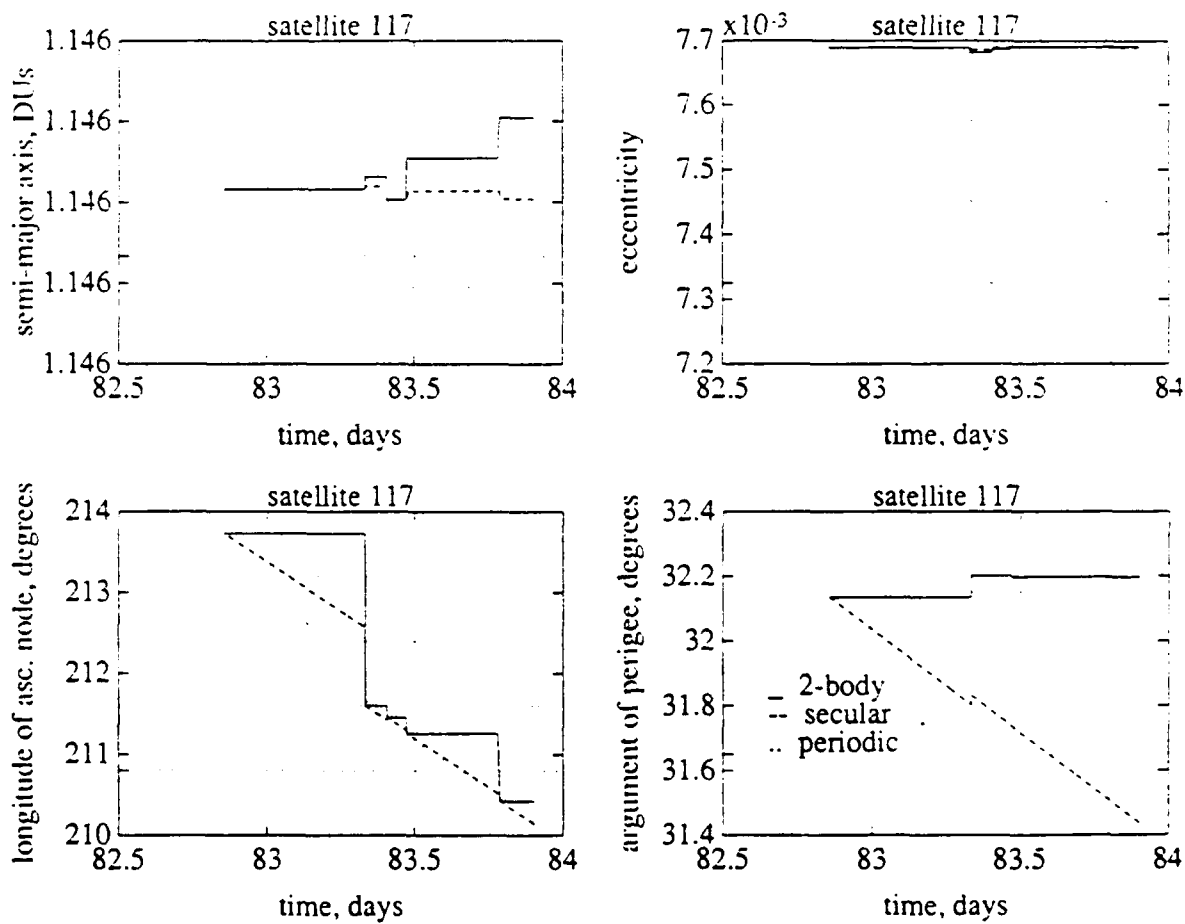 satellite 117
1.146
1.146
1.146
1.146
1.146
semi-major axis, DUs
82.5 83 83.5 84
time, days
x10-3 satellite 117
7.7
7.6
7.5
7.4
7.3
7.2
eccentricity
82.5 83 83.5 84
time, days
satellite 117
214
213
212
211
210
longitude of asc. node, degrees
82.5 83 83.5 84
time, days
satellite 117
32.4
32.2
32
31.8
31.6
31.4
argument of perigee, degrees
2-body
secular
periodic
82.5 83 83.5 84
time, days